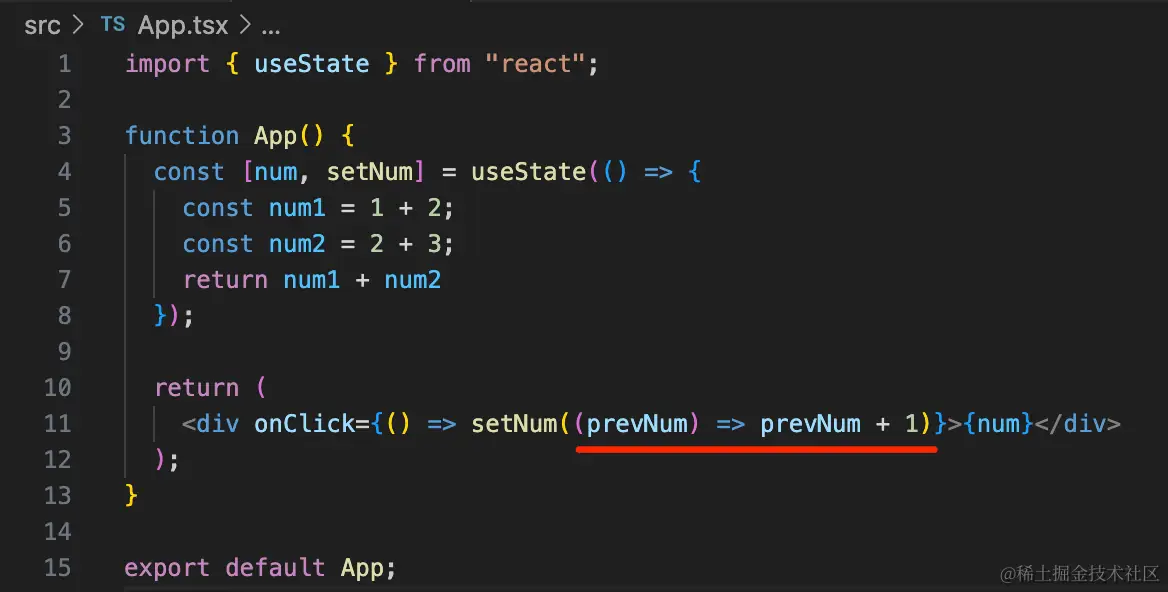 src > TS App.tsx > ...
1 import { useState } from "react";
2
3 function App() {
4   const [num, setNum] = useState(() => {
5     const num1 = 1 + 2;
6     const num2 = 2 + 3;
7     return num1 + num2
8   });
9
10   return (
11     <div onClick={() => setNum((prevNum) => prevNum + 1)}>{num}</div>
12   );
13 }
14
15 export default App;
@稀土掘金技术社区